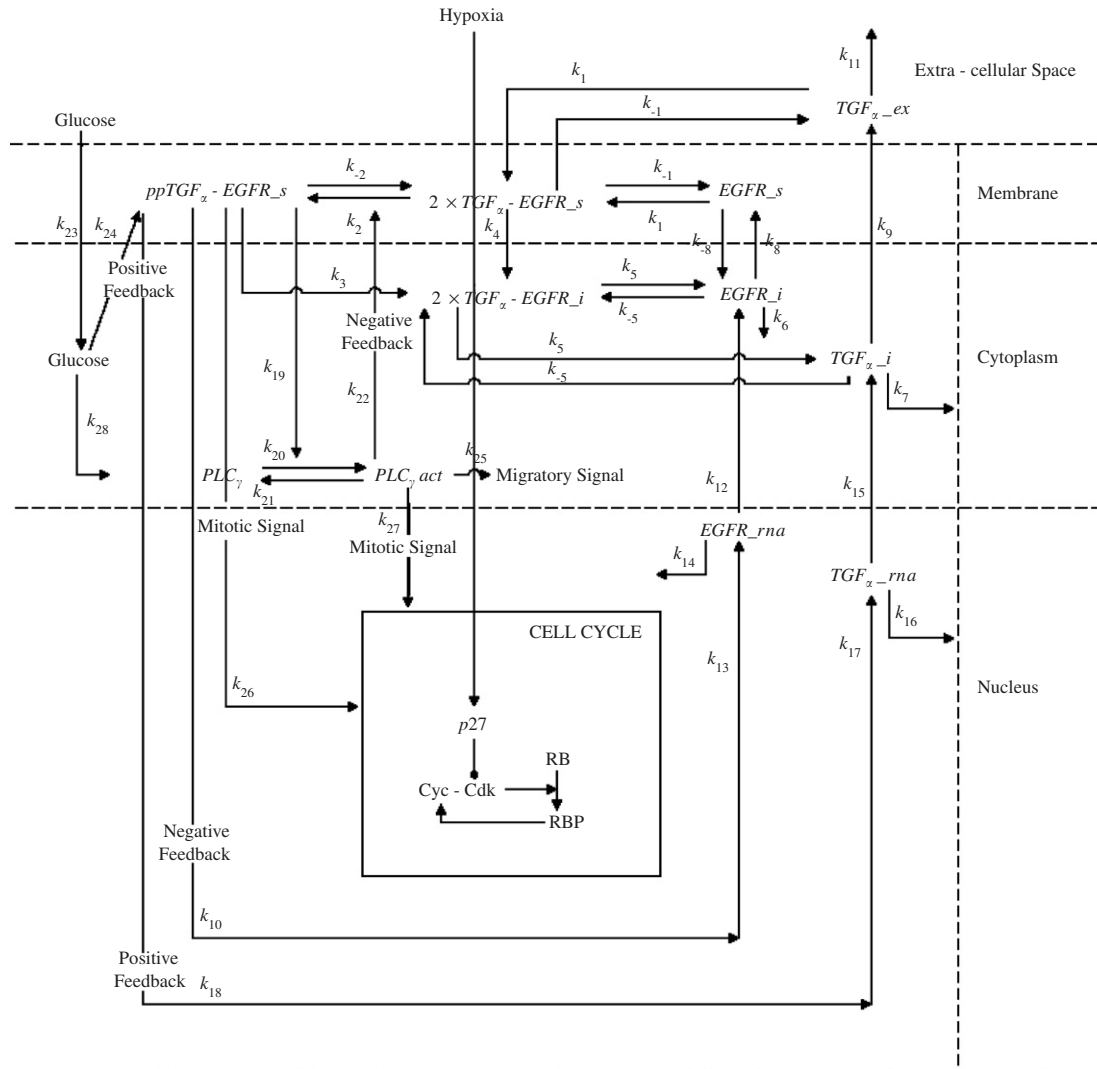 Hypoxia
k11
Extra - cellular Space
k1
k-1
TGFα_ex
Glucose
k-2
k-1
ppTGFα - EGFR_s
2 × TGFα - EGFR_s
EGFR_s
Membrane
k23
k24
k2
k4
k1
k-8
k8
k9
Positive
Feedback
k3
k5
2 × TGFα - EGFR_i
EGFR_i
k-5
k6
Negative
Feedback
Glucose
k19
k5
TGFα_i
Cytoplasm
k-5
k22
k7
k28
k20
k25
PLCγ
PLCγ act
Migratory Signal
k21
k12
k15
Mitotic Signal
k27
Mitotic Signal
EGFR_rna
k14
TGFα_rna
k16
CELL CYCLE
k13
k17
k26
Nucleus
p27
RB
Cyc - Cdk
RBP
Negative
Feedback
k10
Positive
Feedback
k18